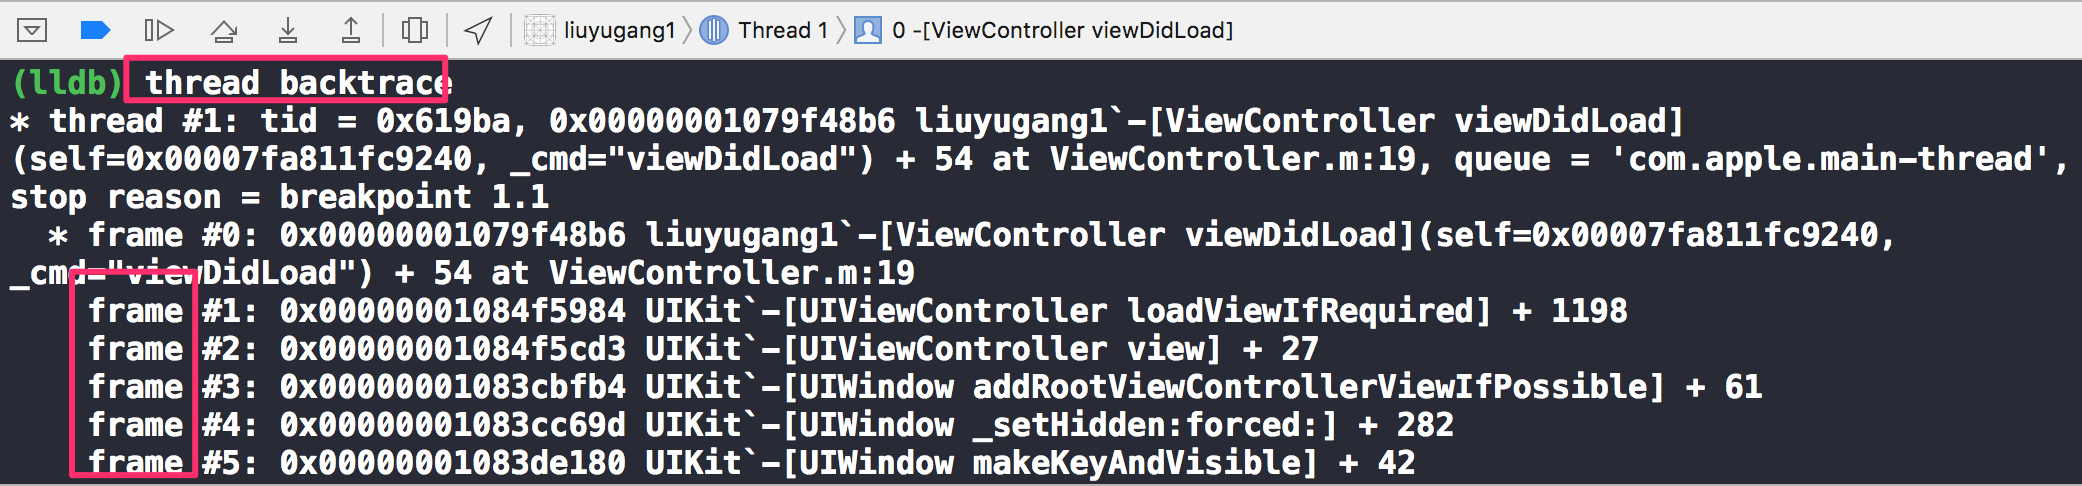 liuyugang1 Thread 1 0 -[ViewController viewDidLoad]
(lldb) thread backtrace
* thread #1: tid = 0x619ba, 0x00000001079f48b6 liuyugang1`-[ViewController viewDidLoad]
(self=0x00007fa811fc9240, _cmd="viewDidLoad") + 54 at ViewController.m:19, queue = 'com.apple.main-thread',
stop reason = breakpoint 1.1
* frame #0: 0x00000001079f48b6 liuyugang1`-[ViewController viewDidLoad](self=0x00007fa811fc9240,
_cmd="viewDidLoad") + 54 at ViewController.m:19
frame #1: 0x00000001084f5984 UIKit`-[UIViewController loadViewIfRequired] + 1198
frame #2: 0x00000001084f5cd3 UIKit`-[UIViewController view] + 27
frame #3: 0x00000001083cbfb4 UIKit`-[UIWindow addRootViewControllerViewIfPossible] + 61
frame #4: 0x00000001083cc69d UIKit`-[UIWindow _setHidden:forced:] + 282
frame #5: 0x00000001083de180 UIKit`-[UIWindow makeKeyAndVisible] + 42